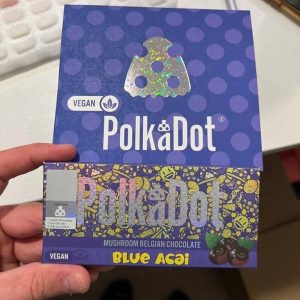 VEGAN
PolkaDot®
PolkaDot
MUSHROOM BELGIAN CHOCOLATE
VEGAN
BLUE ACAI